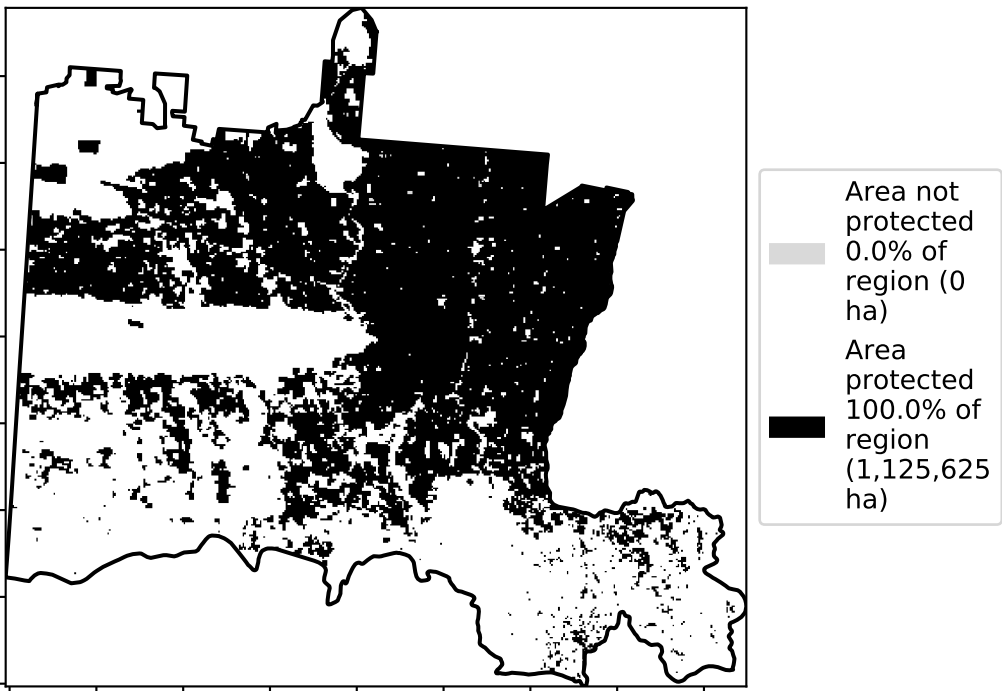 Area not
protected
0.0% of
region (0
ha)
Area
protected
100.0% of
region
(1,125,625
ha)